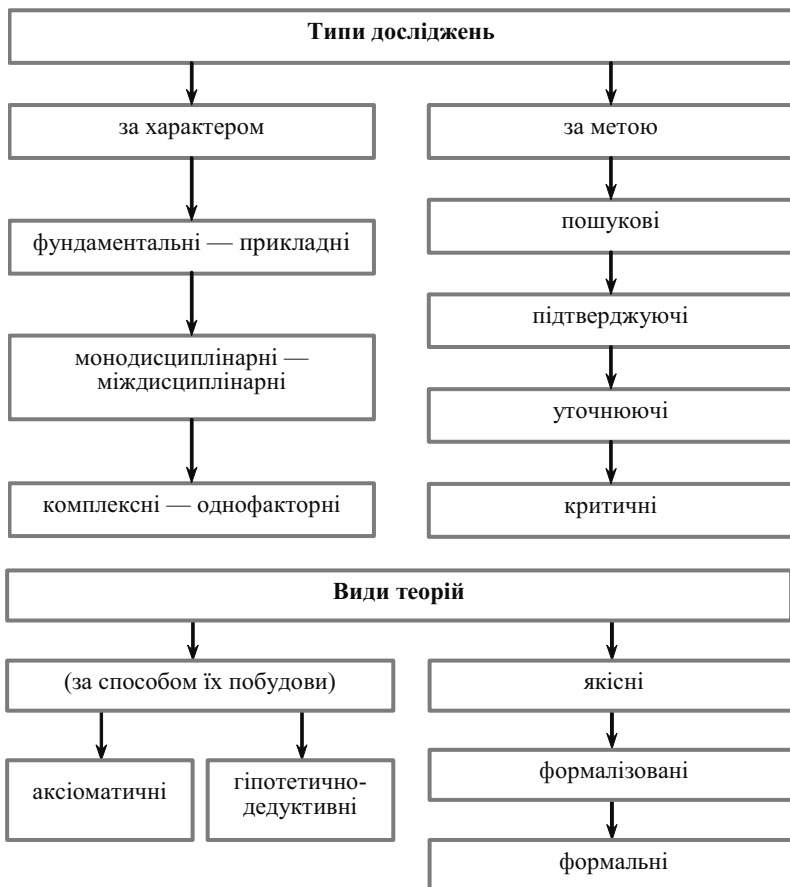 Типи досліджень
за характером
за метою
фундаментальні — прикладні
пошукові
монодисциплінарні —
міждисциплінарні
підтверджуючі
уточнюючі
комплексні — однофакторні
критичні
Види теорій
(за способом їх побудови)
якісні
аксіоматичні
гіпотетично-
дедуктивні
формалізовані
формальні